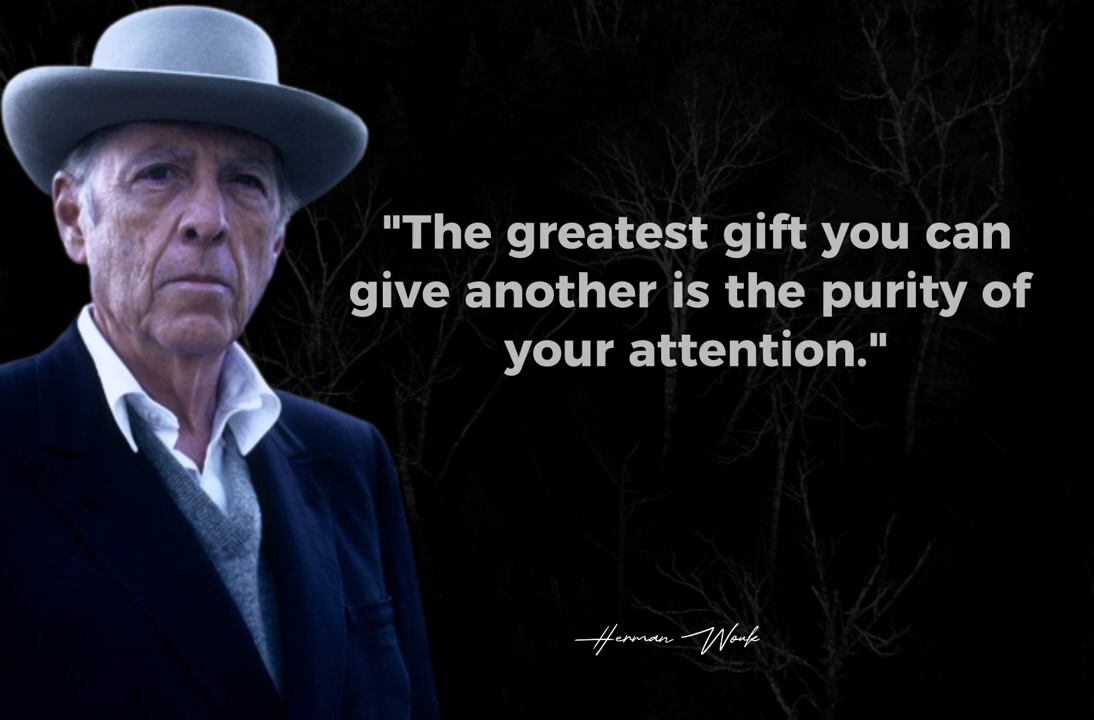 "The greatest gift you can
give another is the purity of
your attention."
Herman Wouk